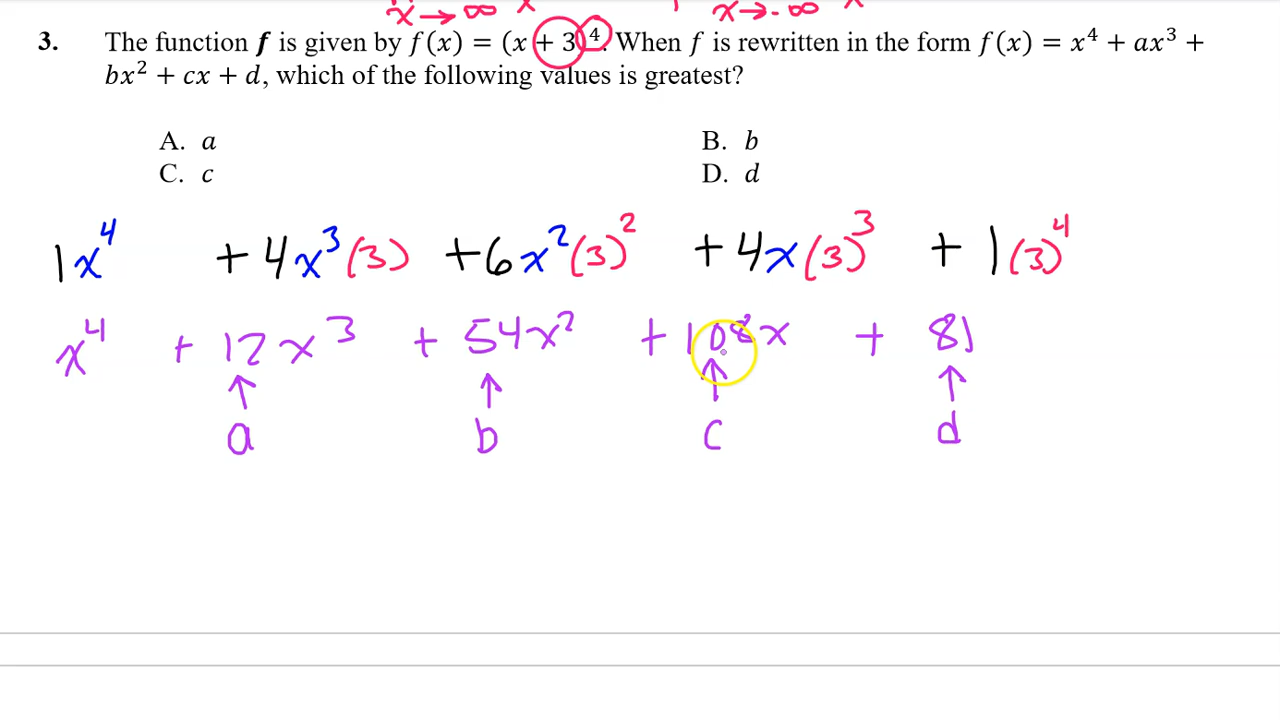 x→∞ x→-∞
3. The function f is given by f(x) = (x + 3)⁴. When f is rewritten in the form f(x) = x⁴ + ax³ +
bx² + cx + d, which of the following values is greatest?
A. a B. b
C. c D. d
1x⁴ + 4x³(3) + 6x²(3)² + 4x(3)³ + 1(3)⁴
x⁴ + 12x³ + 54x² + 108x + 81
↑ ↑ ↑ ↑
a b c d